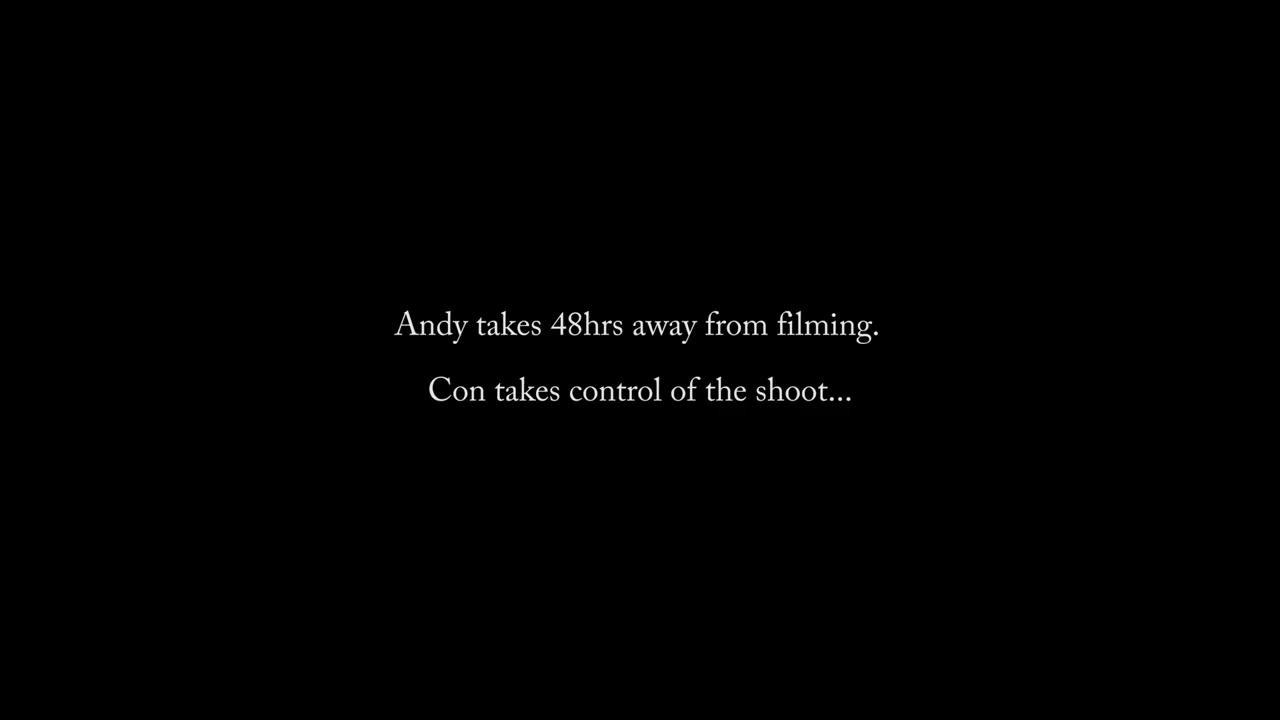 Andy takes 48hrs away from filming.
Con takes control of the shoot...